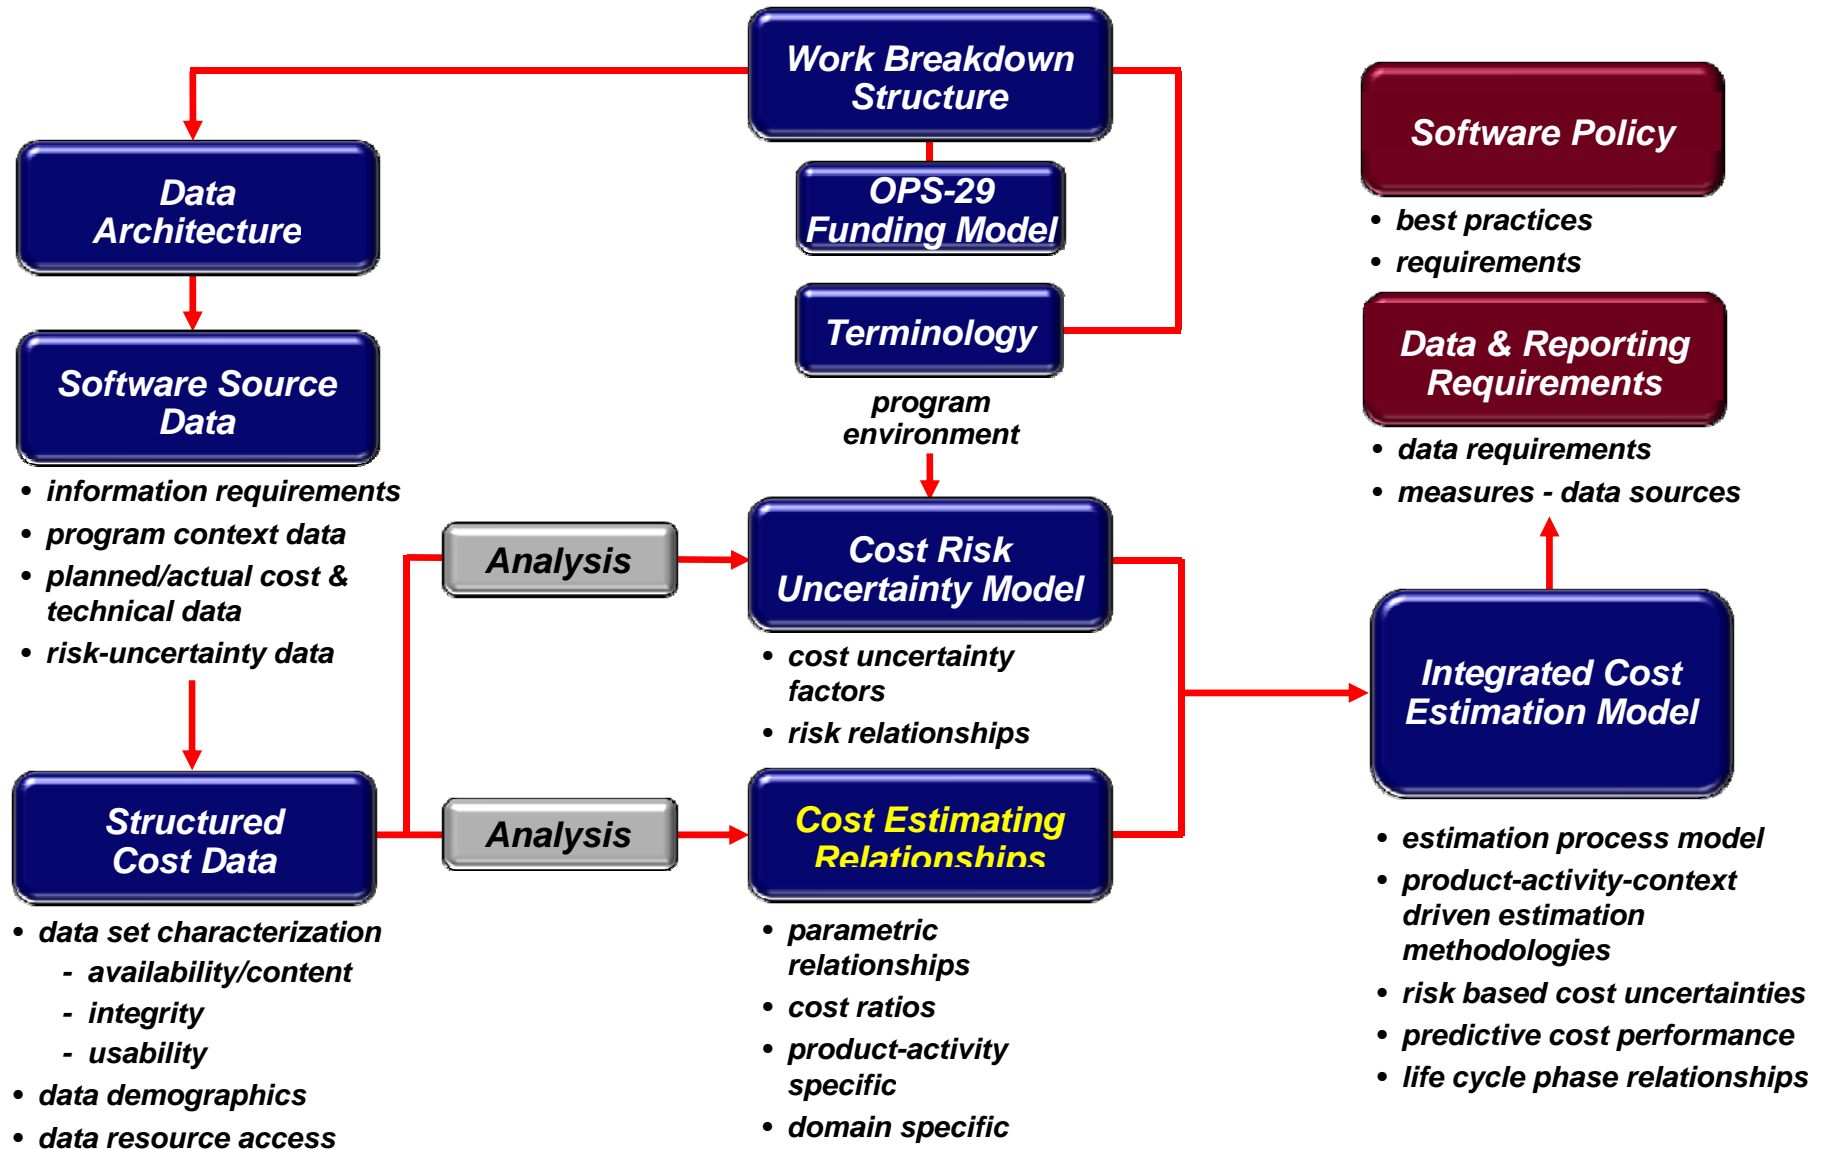 Work Breakdown
Structure
OPS-29
Funding Model
Terminology
program
environment
Data
Architecture
Software Source
Data
• information requirements
• program context data
• planned/actual cost &
technical data
• risk-uncertainty data
Structured
Cost Data
• data set characterization
- availability/content
- integrity
- usability
• data demographics
• data resource access
Analysis
Analysis
Cost Risk
Uncertainty Model
• cost uncertainty
factors
• risk relationships
Cost Estimating
Relationships
• parametric
relationships
• cost ratios
• product-activity
specific
• domain specific
Software Policy
• best practices
• requirements
Data & Reporting
Requirements
• data requirements
• measures - data sources
Integrated Cost
Estimation Model
• estimation process model
• product-activity-context
driven estimation
methodologies
• risk based cost uncertainties
• predictive cost performance
• life cycle phase relationships